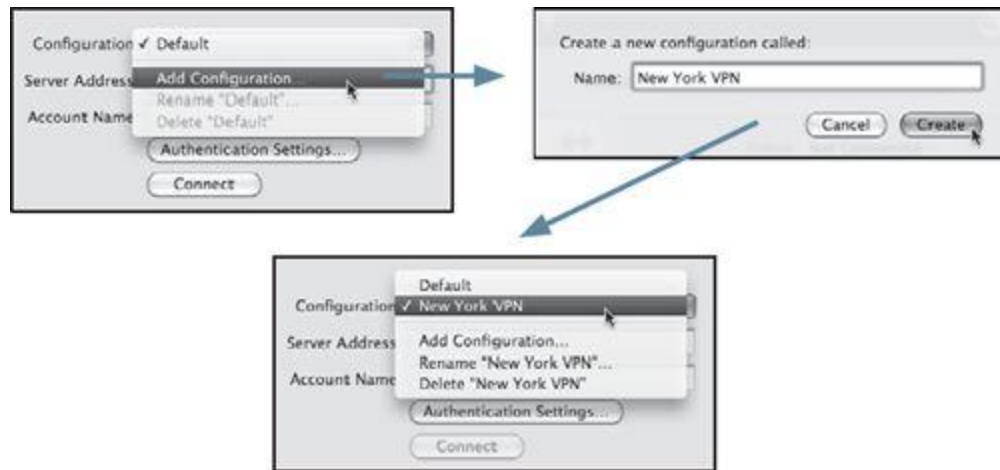 Configuration ✓ Default
Server Address Add Configuration...
Rename "Default"...
Account Name Delete "Default"
Authentication Settings...
Connect
Create a new configuration called:
Name: New York VPN
Cancel Create
Default
Configuration ✓ New York VPN
Server Address Add Configuration...
Rename "New York VPN"...
Account Name Delete "New York VPN"
Authentication Settings...
Connect